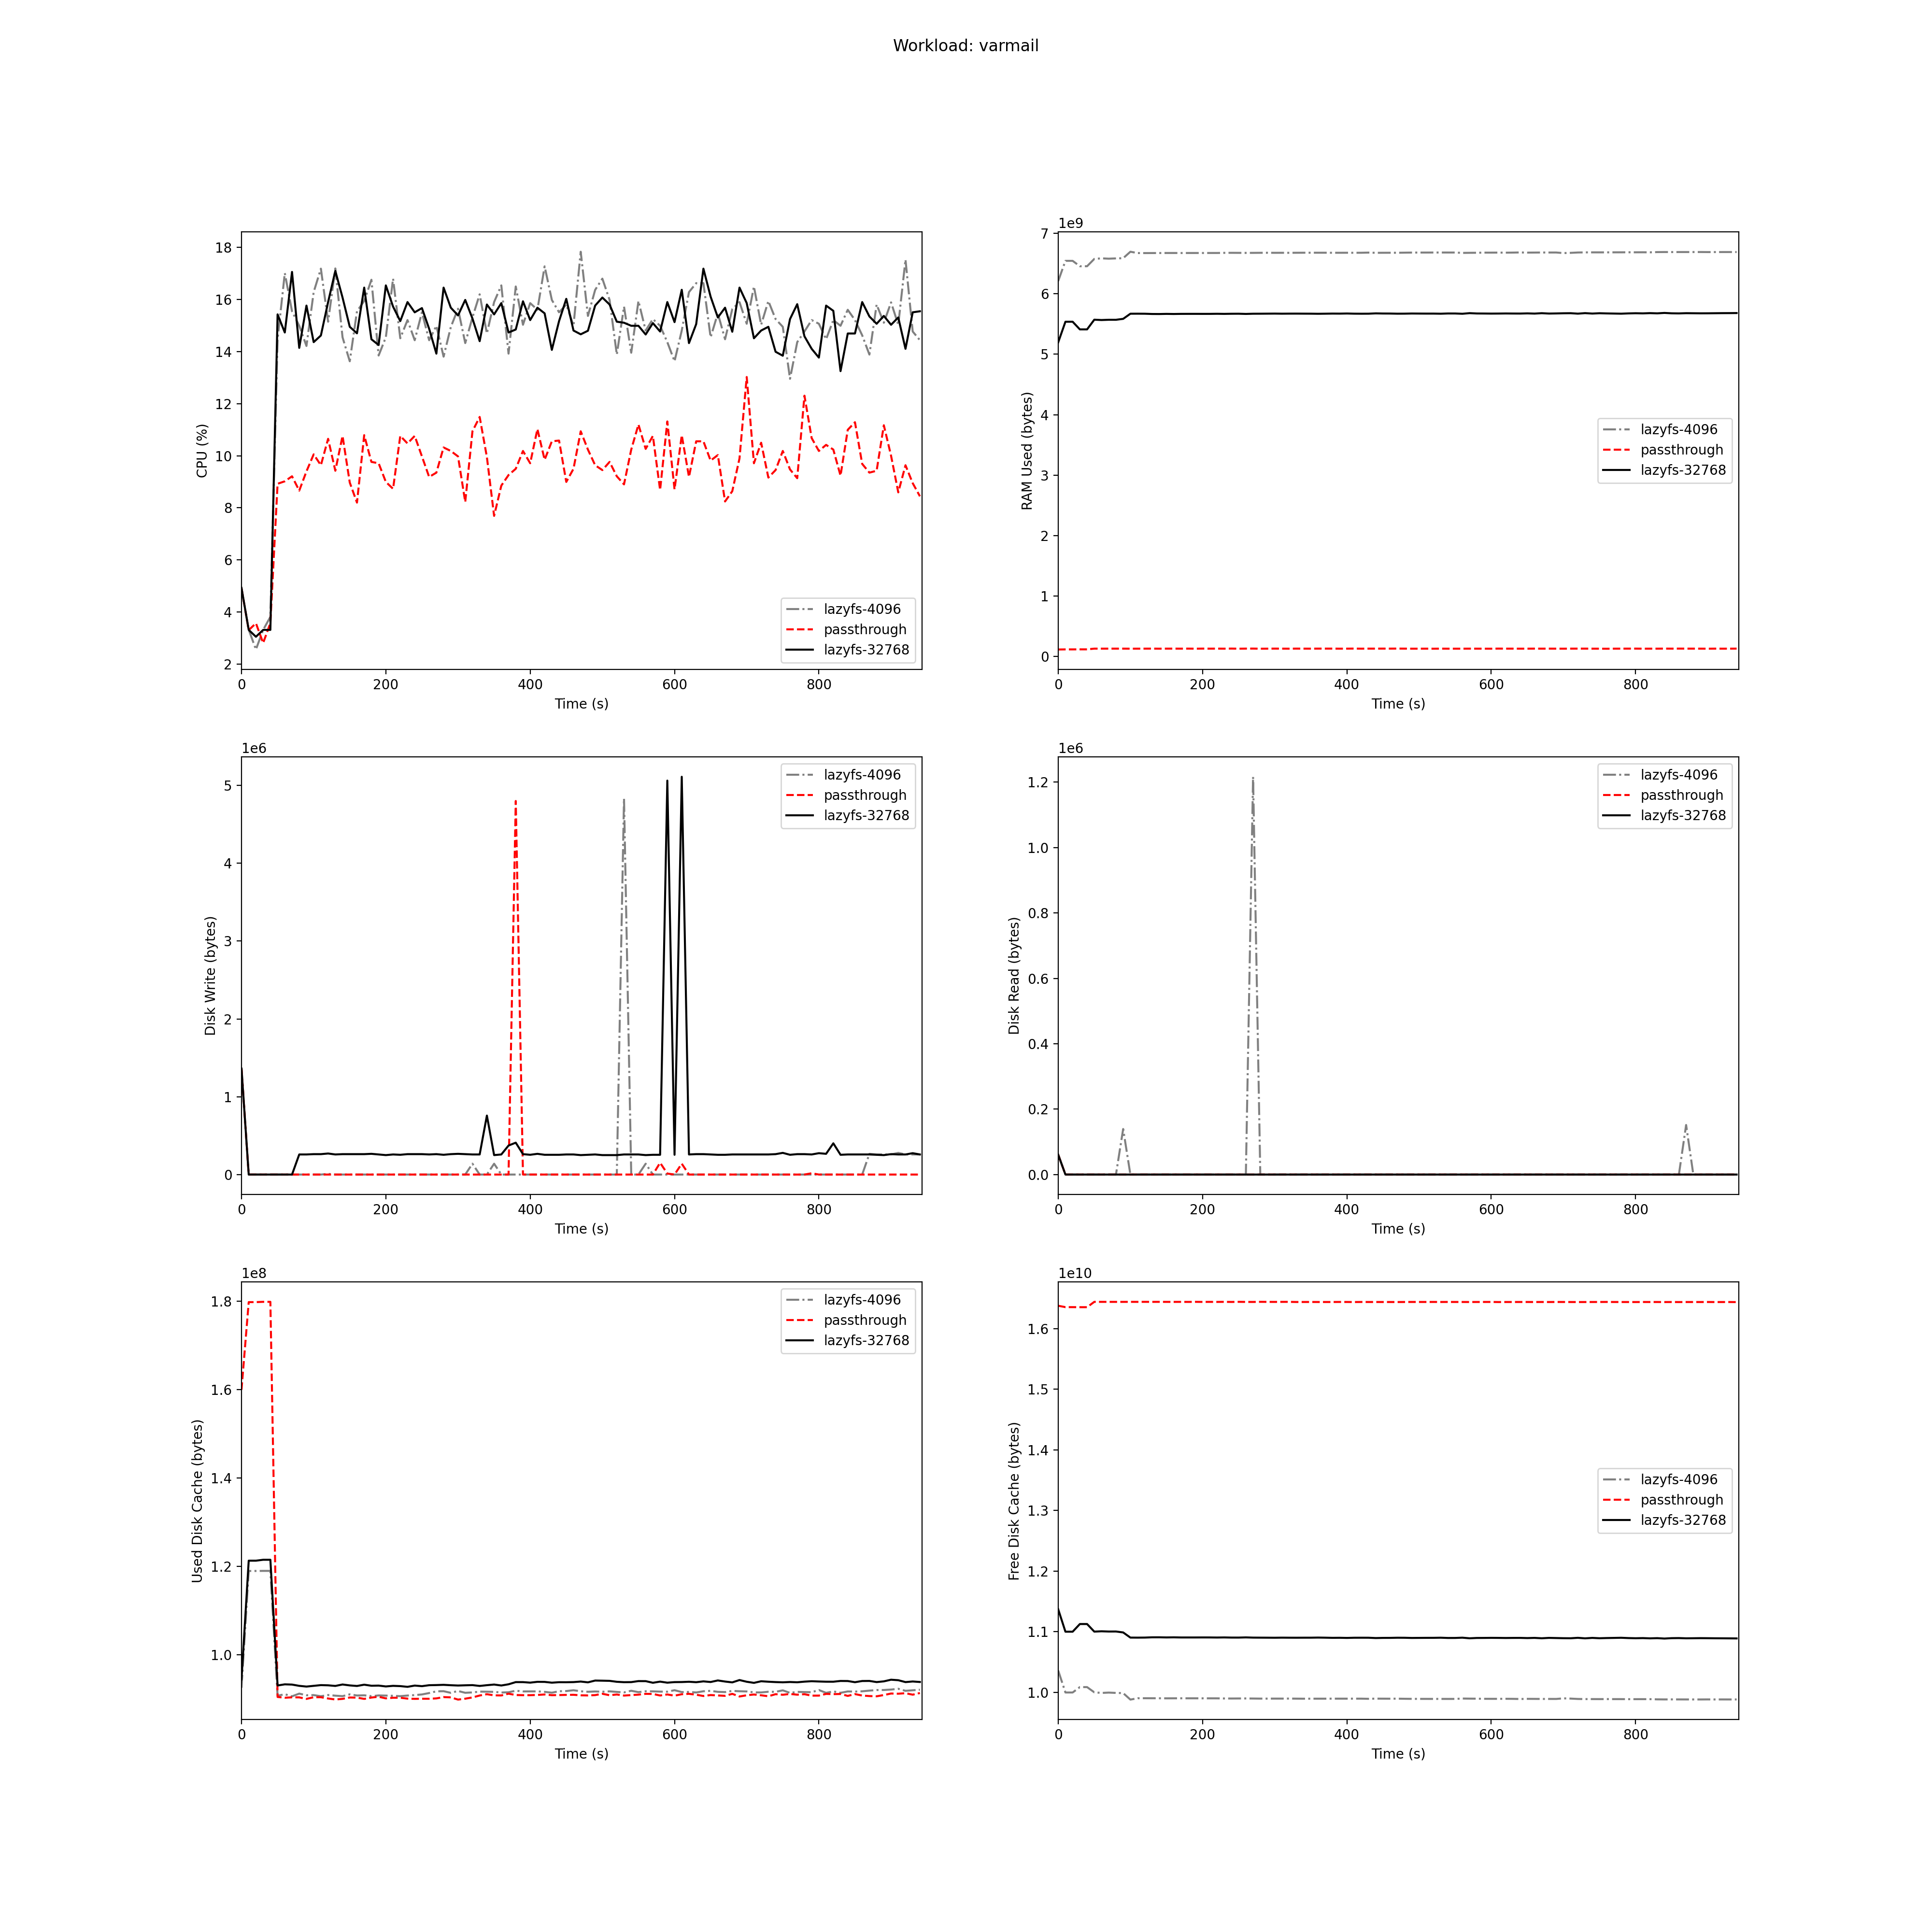 Workload: varmail
18
16
14
12
10
8
6
4
2
CPU (%)
0
200
400
600
800
Time (s)
lazyfs-4096
passthrough
lazyfs-32768
1e9
7
6
5
4
3
2
1
0
RAM Used (bytes)
0
200
400
600
800
Time (s)
lazyfs-4096
passthrough
lazyfs-32768
1e6
5
4
3
2
1
0
Disk Write (bytes)
0
200
400
600
800
Time (s)
lazyfs-4096
passthrough
lazyfs-32768
1e6
1.2
1.0
0.8
0.6
0.4
0.2
0.0
Disk Read (bytes)
0
200
400
600
800
Time (s)
lazyfs-4096
passthrough
lazyfs-32768
1e8
1.8
1.6
1.4
1.2
1.0
Used Disk Cache (bytes)
0
200
400
600
800
Time (s)
lazyfs-4096
passthrough
lazyfs-32768
1e10
1.6
1.5
1.4
1.3
1.2
1.1
1.0
Free Disk Cache (bytes)
0
200
400
600
800
Time (s)
lazyfs-4096
passthrough
lazyfs-32768